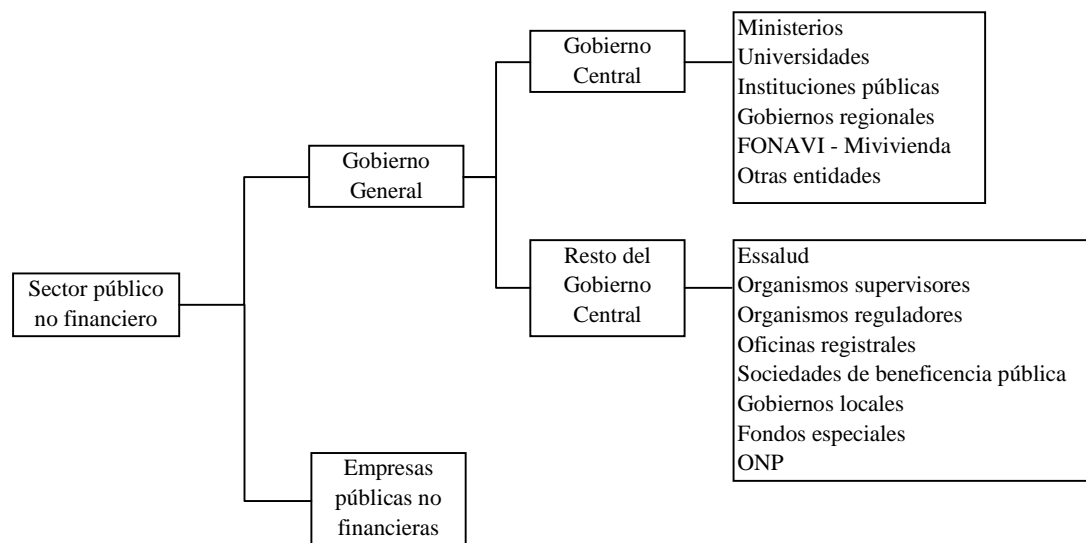 Sector público
no financiero
Gobierno
General
Gobierno
Central
Ministerios
Universidades
Instituciones públicas
Gobiernos regionales
FONAVI - Mivivienda
Otras entidades
Resto del
Gobierno
Central
Essalud
Organismos supervisores
Organismos reguladores
Oficinas registrales
Sociedades de beneficencia pública
Gobiernos locales
Fondos especiales
ONP
Empresas
públicas no
financieras